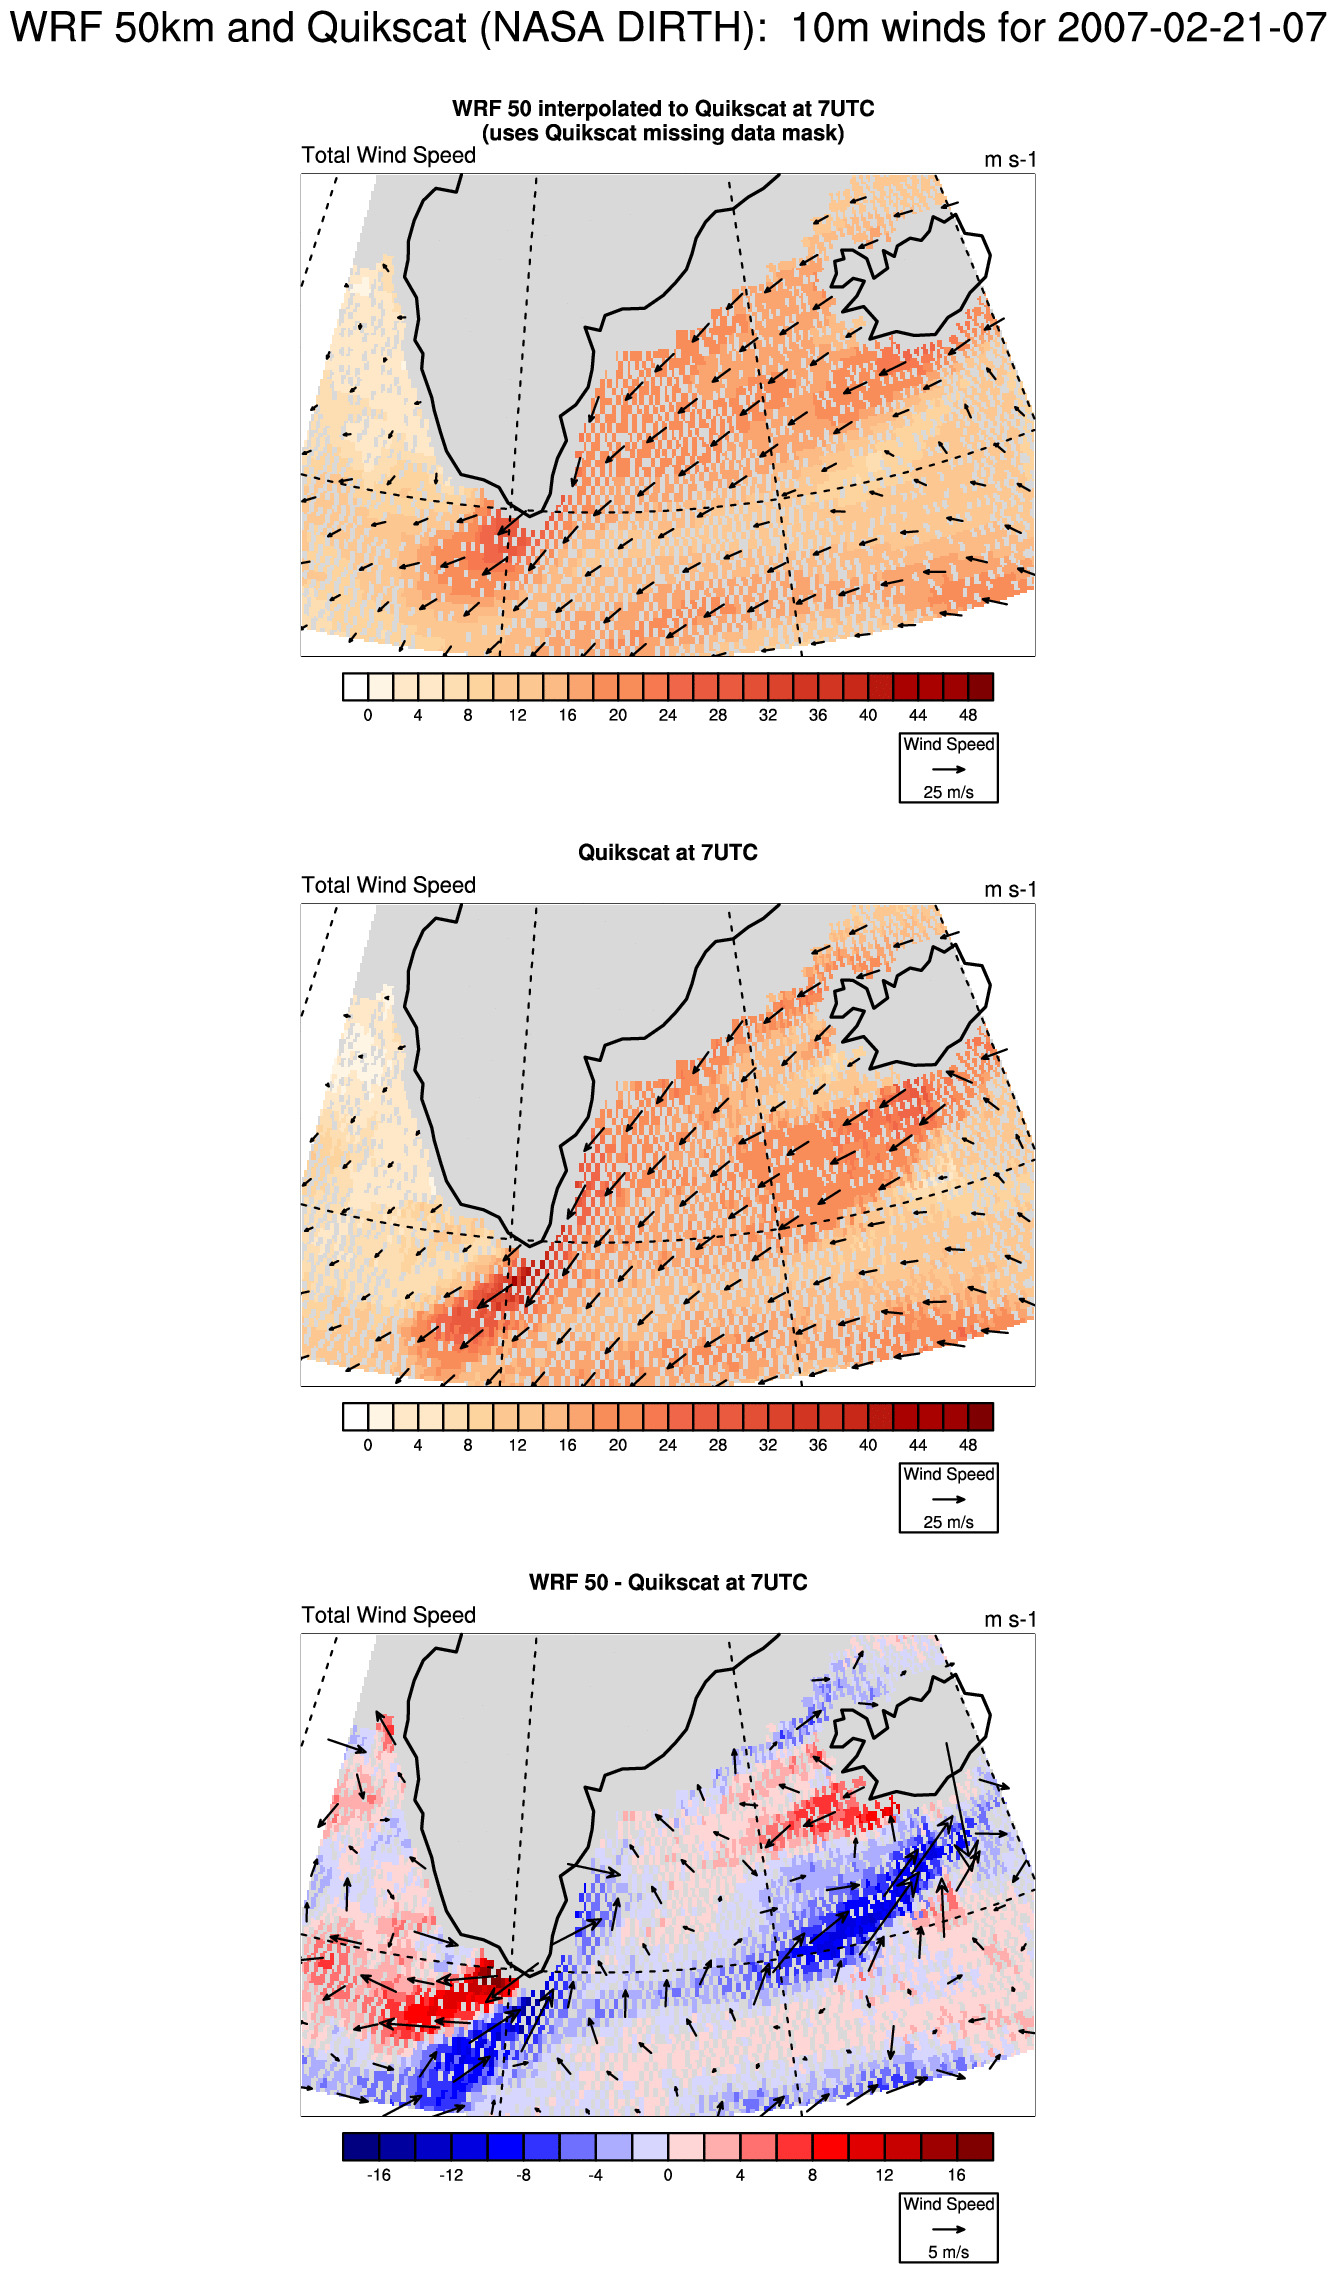 WRF 50km and Quikscat (NASA DIRTH):  10m winds for 2007-02-21-07
WRF 50 interpolated to Quikscat at 7UTC
(uses Quikscat missing data mask)
Total Wind Speed m s-1
0 4 8 12 16 20 24 28 32 36 40 44 48
Wind Speed
25 m/s
Quikscat at 7UTC
Total Wind Speed m s-1
0 4 8 12 16 20 24 28 32 36 40 44 48
Wind Speed
25 m/s
WRF 50 - Quikscat at 7UTC
Total Wind Speed m s-1
-16 -12 -8 -4 0 4 8 12 16
Wind Speed
5 m/s